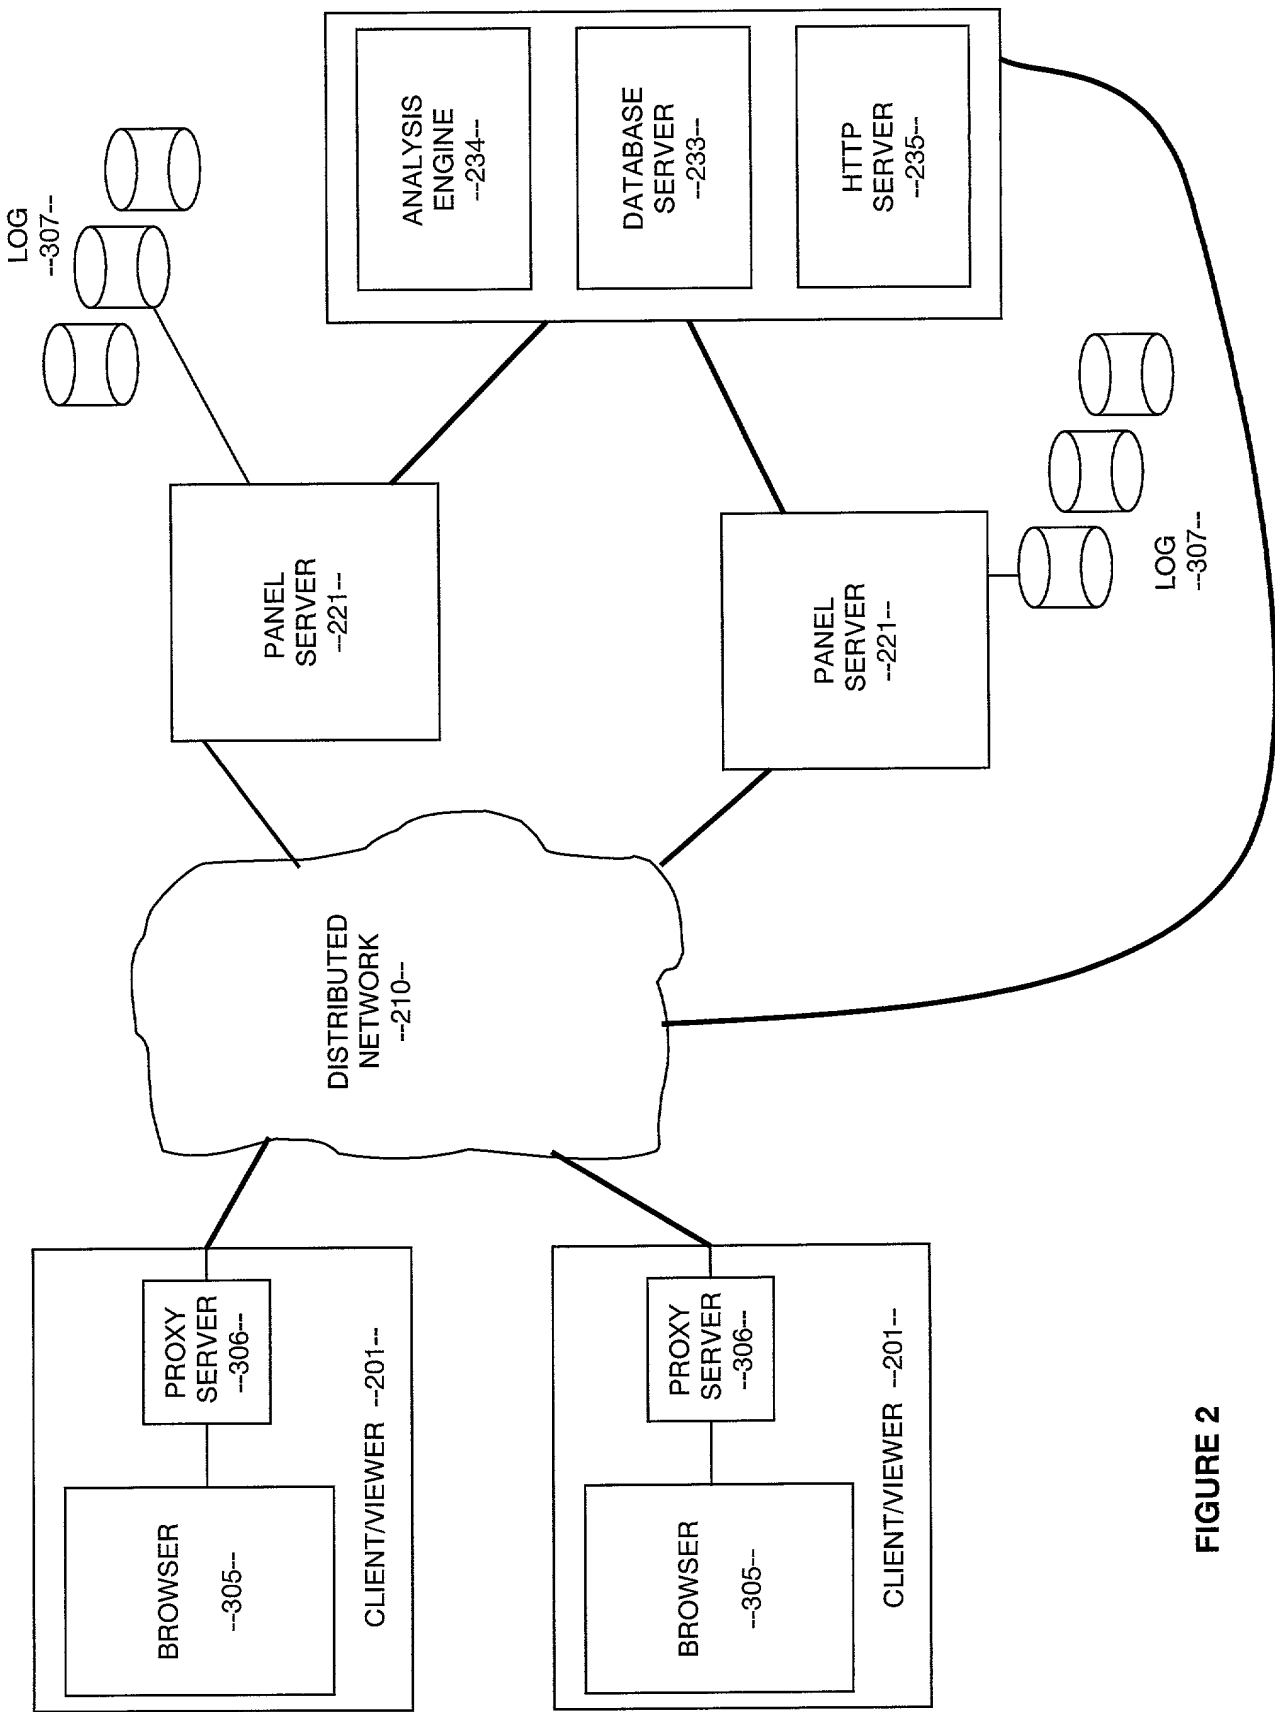 BROWSER
--305--
PROXY
SERVER
--306--
CLIENT/VIEWER --201--
BROWSER
--305--
PROXY
SERVER
--306--
CLIENT/VIEWER --201--
DISTRIBUTED
NETWORK
--210--
PANEL
SERVER
--221--
PANEL
SERVER
--221--
LOG
--307--
LOG
--307--
ANALYSIS
ENGINE
--234--
DATABASE
SERVER
--233--
HTTP
SERVER
--235--
FIGURE 2